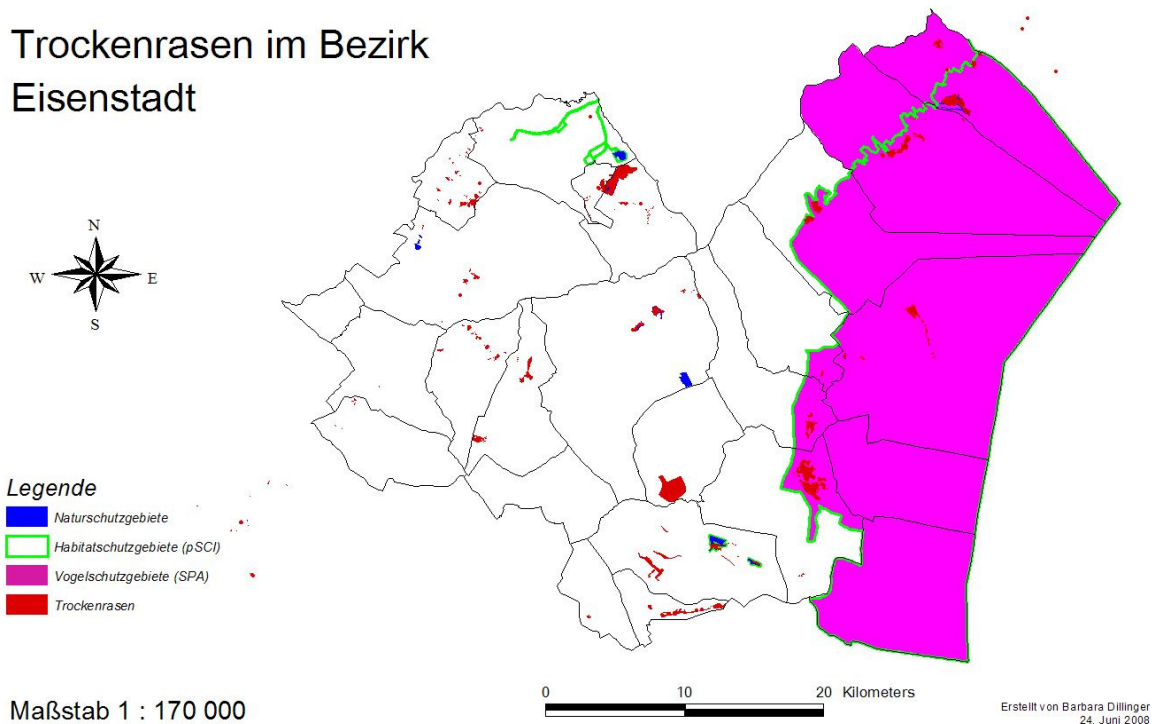 Trockenrasen im Bezirk
Eisenstadt
N
W E
S
Legende
Naturschutzgebiete
Habitatschutzgebiete (pSCI)
Vogelschutzgebiete (SPA)
Trockenrasen
Maßstab 1 : 170 000
0 10 20 Kilometers
Erstellt von Barbara Dillinger
24. Juni 2008